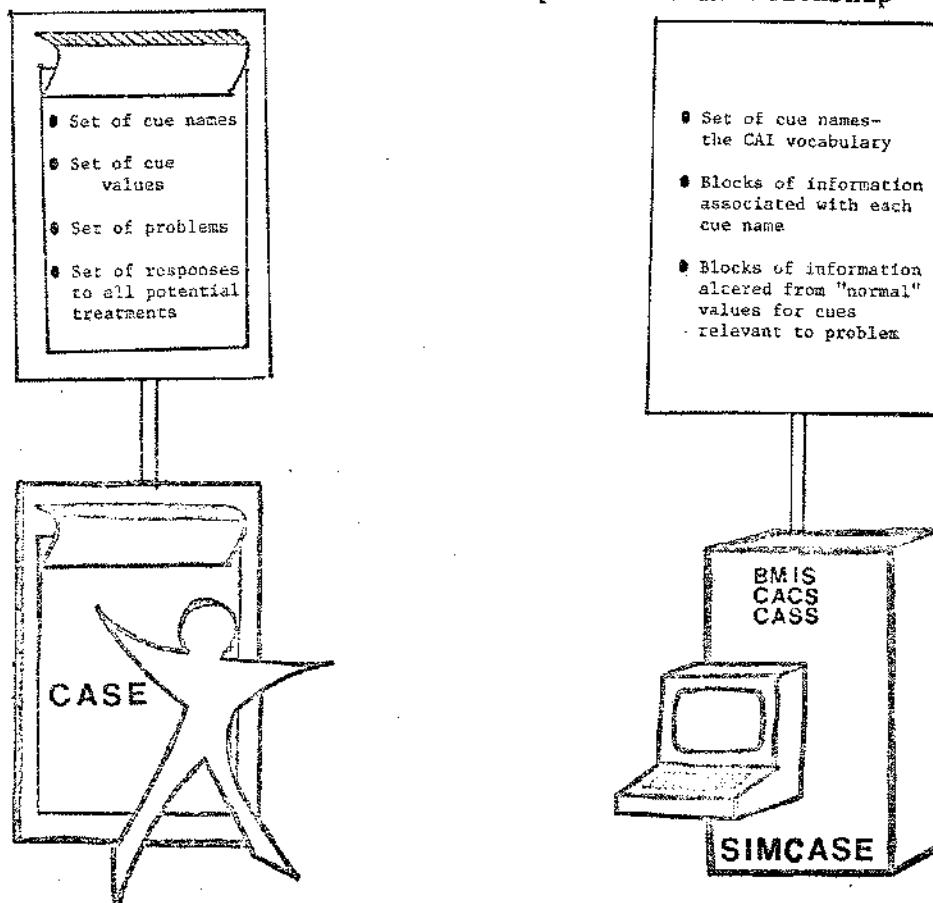 ● Set of cue names
● Set of cue
values
● Set of problems
● Set of responses
to all potential
treatments
CASE
● Set of cue names-
the CAI vocabulary
● Blocks of information
associated with each
cue name
● Blocks of information
altered from "normal"
values for cues
relevant to problem
BMIS
CACS
CASS
SIMCASE